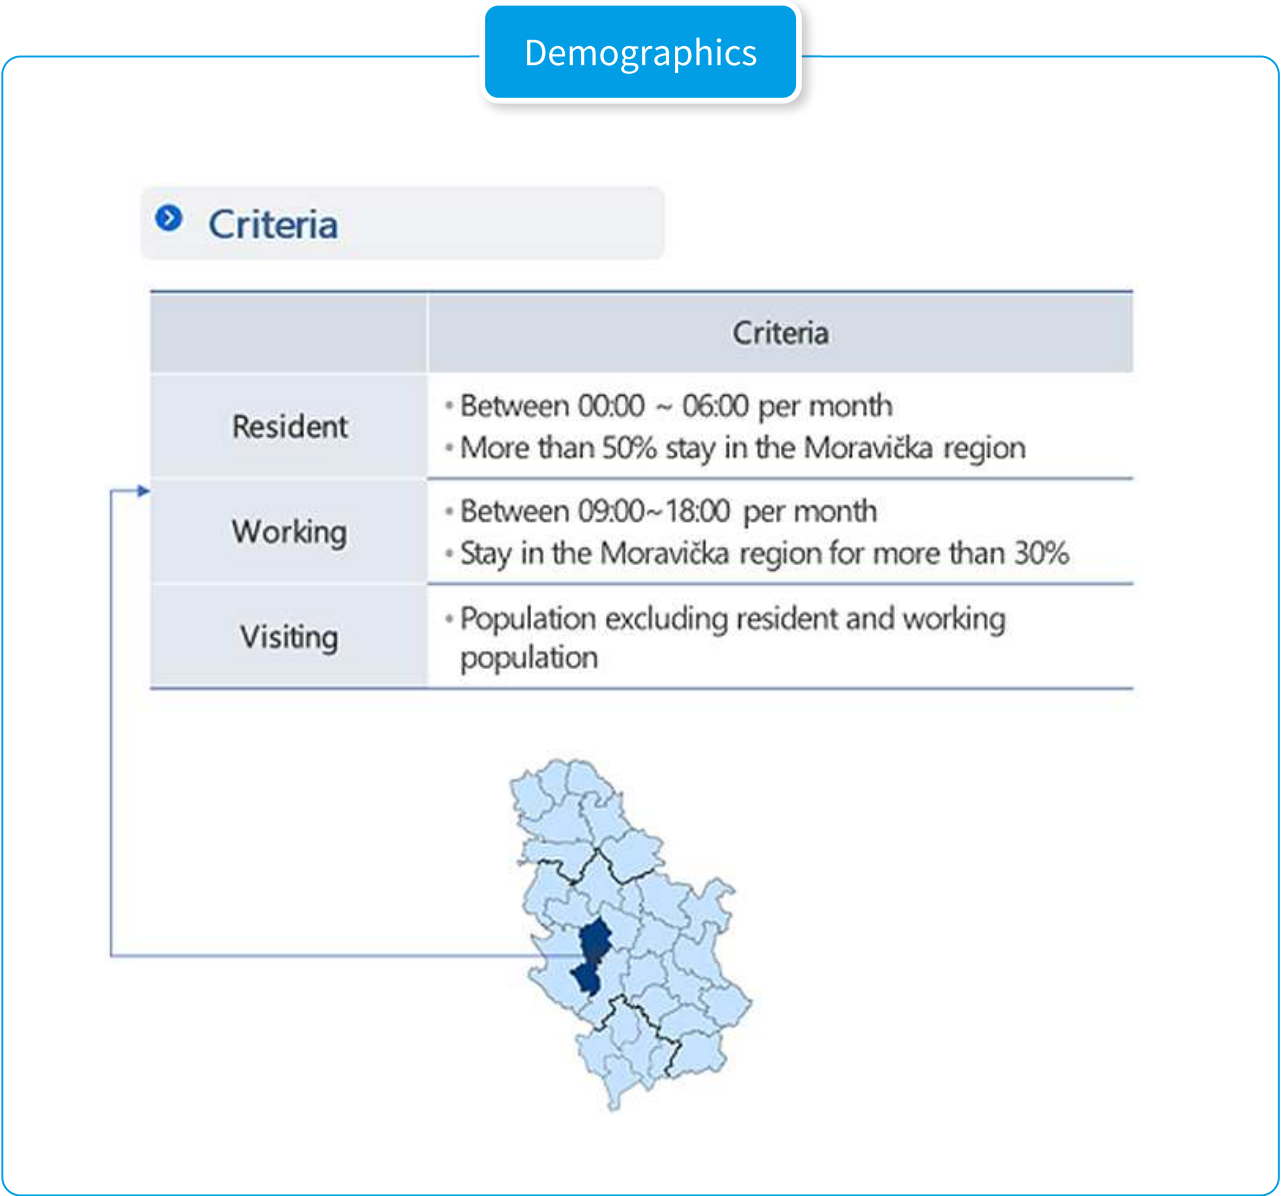 Demographics
Criteria
Criteria
Resident
• Between 00:00 ~ 06:00 per month
• More than 50% stay in the Moravička region
Working
• Between 09:00~18:00 per month
• Stay in the Moravička region for more than 30%
Visiting
• Population excluding resident and working
population